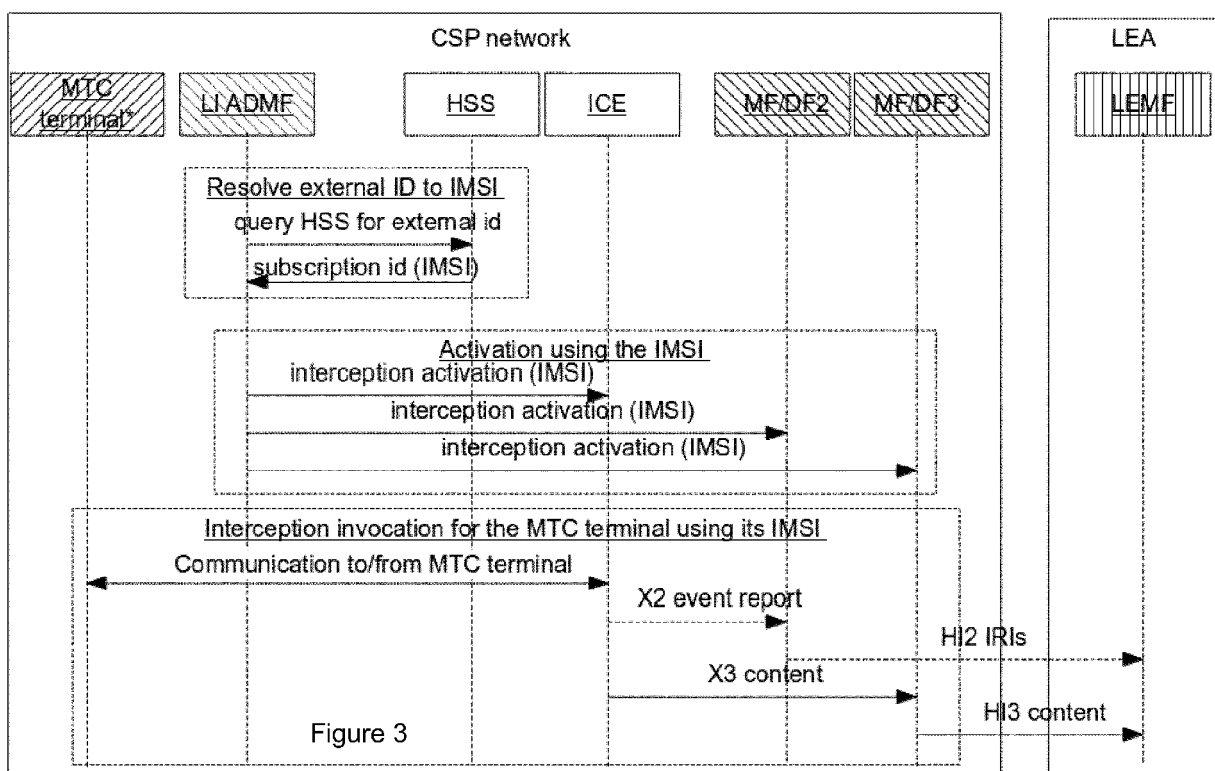 CSP network
LEA
MTC
terminal*
LI ADMF
HSS
ICE
MF/DF2
MF/DF3
LEMF
Resolve external ID to IMSI
query HSS for external id
subscription id (IMSI)
Activation using the IMSI
interception activation (IMSI)
interception activation (IMSI)
interception activation (IMSI)
Interception invocation for the MTC terminal using its IMSI
Communication to/from MTC terminal
X2 event report
HI2 IRIs
X3 content
HI3 content
Figure 3